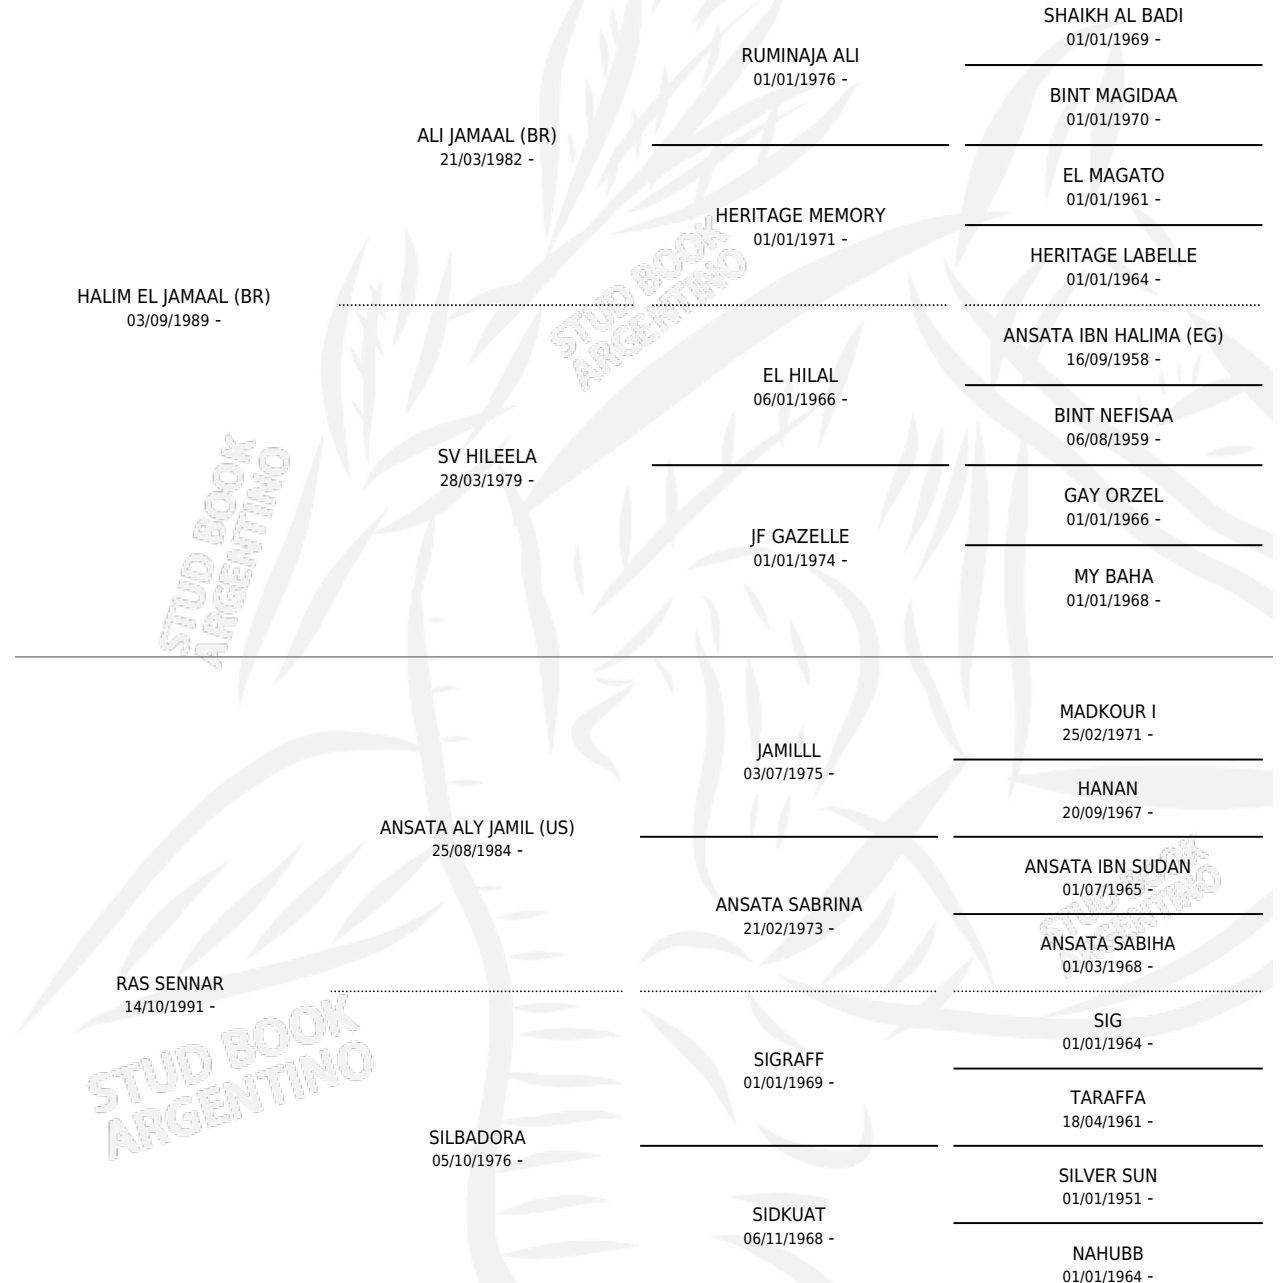 SHAIKH AL BADI
01/01/1969 -
RUMINAJA ALI
01/01/1976 -
BINT MAGIDAA
01/01/1970 -
ALI JAMAAL (BR)
21/03/1982 -
EL MAGATO
01/01/1961 -
HERITAGE MEMORY
01/01/1971 -
HERITAGE LABELLE
01/01/1964 -
HALIM EL JAMAAL (BR)
03/09/1989 -
STUD BOOK
ARGENTINO
ANSATA IBN HALIMA (EG)
16/09/1958 -
EL HILAL
06/01/1966 -
BINT NEFISAA
06/08/1959 -
SV HILEELA
28/03/1979 -
GAY ORZEL
01/01/1966 -
JF GAZELLE
01/01/1974 -
MY BAHA
01/01/1968 -
STUD BOOK
ARGENTINO
MADKOUR I
25/02/1971 -
JAMILLL
03/07/1975 -
HANAN
20/09/1967 -
ANSATA ALY JAMIL (US)
25/08/1984 -
ANSATA IBN SUDAN
01/07/1965 -
ANSATA SABRINA
21/02/1973 -
STUD BOOK
ARGENTINO
ANSATA SABIHA
01/03/1968 -
RAS SENNAR
14/10/1991 -
SIG
01/01/1964 -
SIGRAFF
01/01/1969 -
STUD BOOK
ARGENTINO
TARAFFA
18/04/1961 -
SILBADORA
05/10/1976 -
SILVER SUN
01/01/1951 -
SIDKUAT
06/11/1968 -
NAHUBB
01/01/1964 -